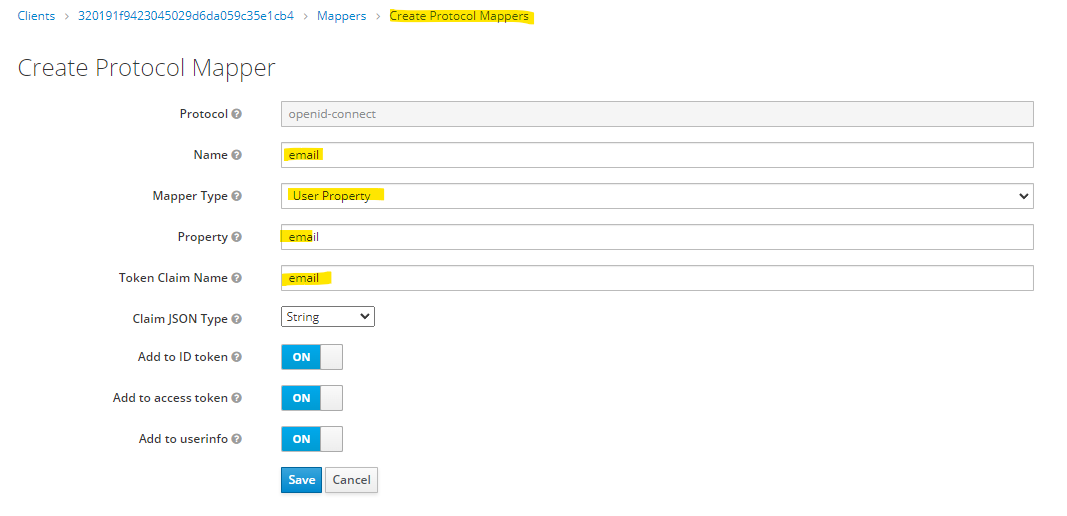 Clients > 320191f9423045029d6da059c35e1cb4 > Mappers > Create Protocol Mappers
Create Protocol Mapper
Protocol openid-connect
Name email
Mapper Type User Property
Property email
Token Claim Name email
Claim JSON Type String
Add to ID token ON
Add to access token ON
Add to userinfo ON
Save Cancel